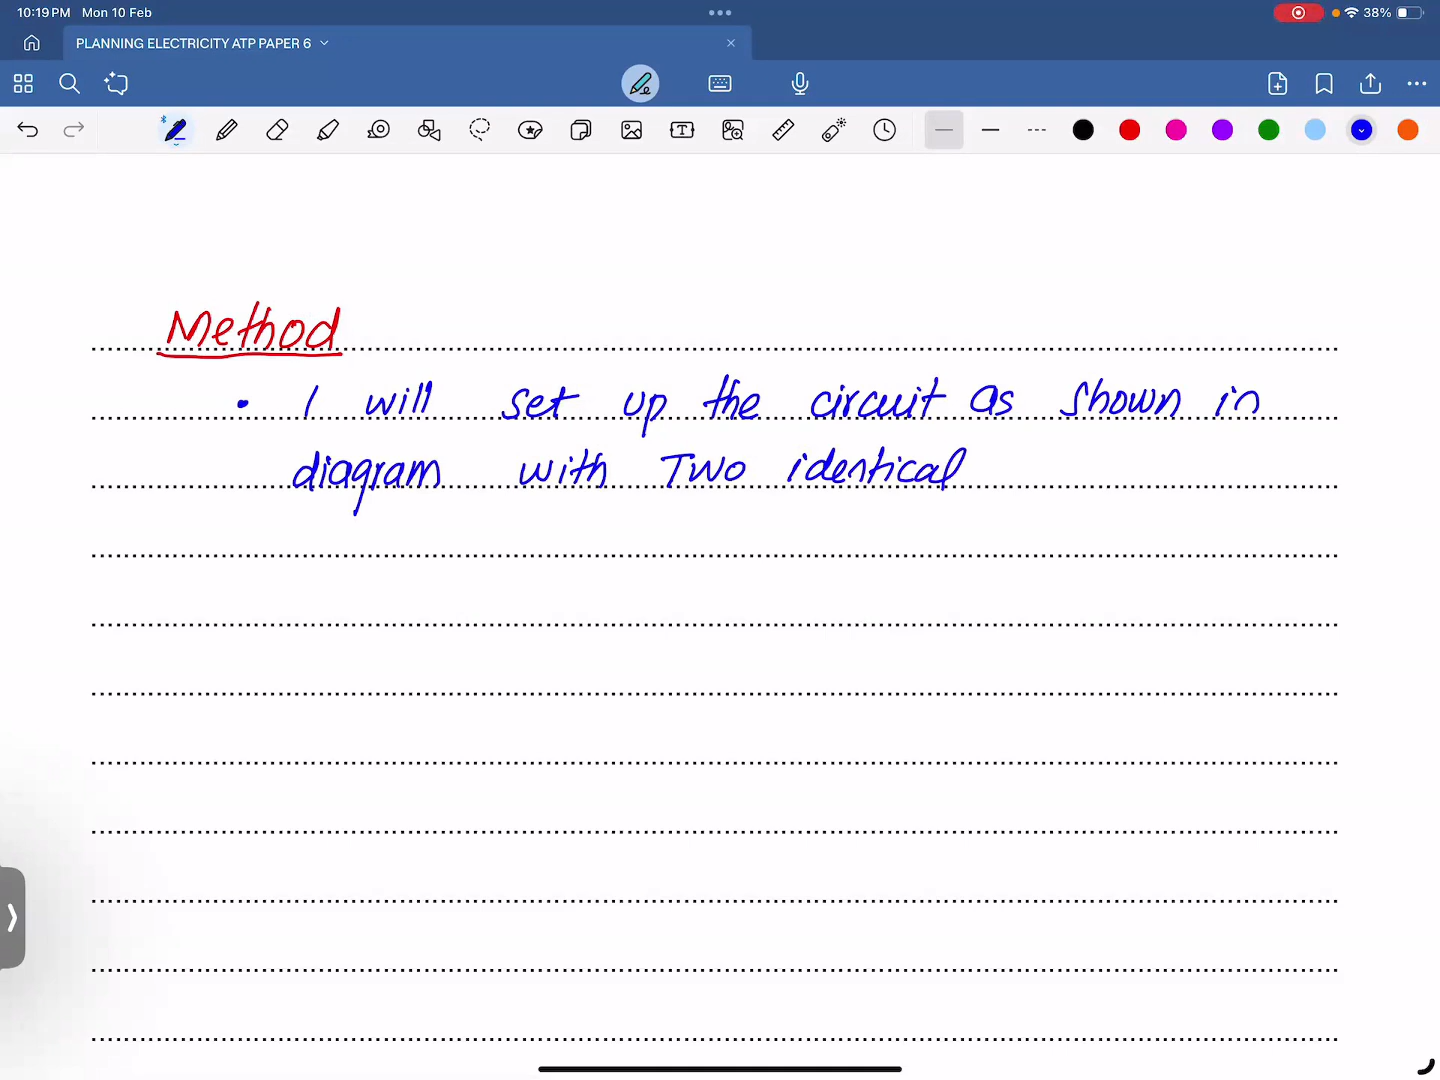 10:19 PM Mon 10 Feb
38%
PLANNING ELECTRICITY ATP PAPER 6
Method
• I will set up the circuit as shown in
diagram with Two identical